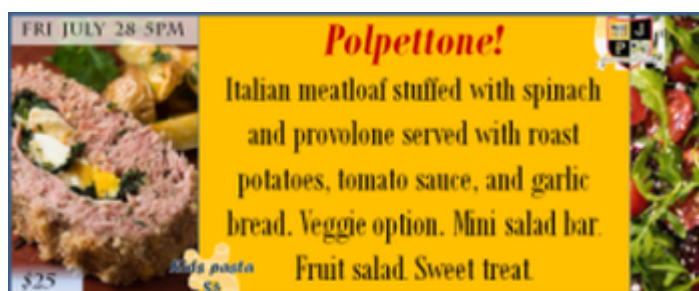 FRI JULY 28 5PM
Polpettone!
Italian meatloaf stuffed with spinach
and provolone served with roast
potatoes, tomato sauce, and garlic
bread. Veggie option. Mini salad bar.
Fruit salad. Sweet treat.
$25
Kids pasta